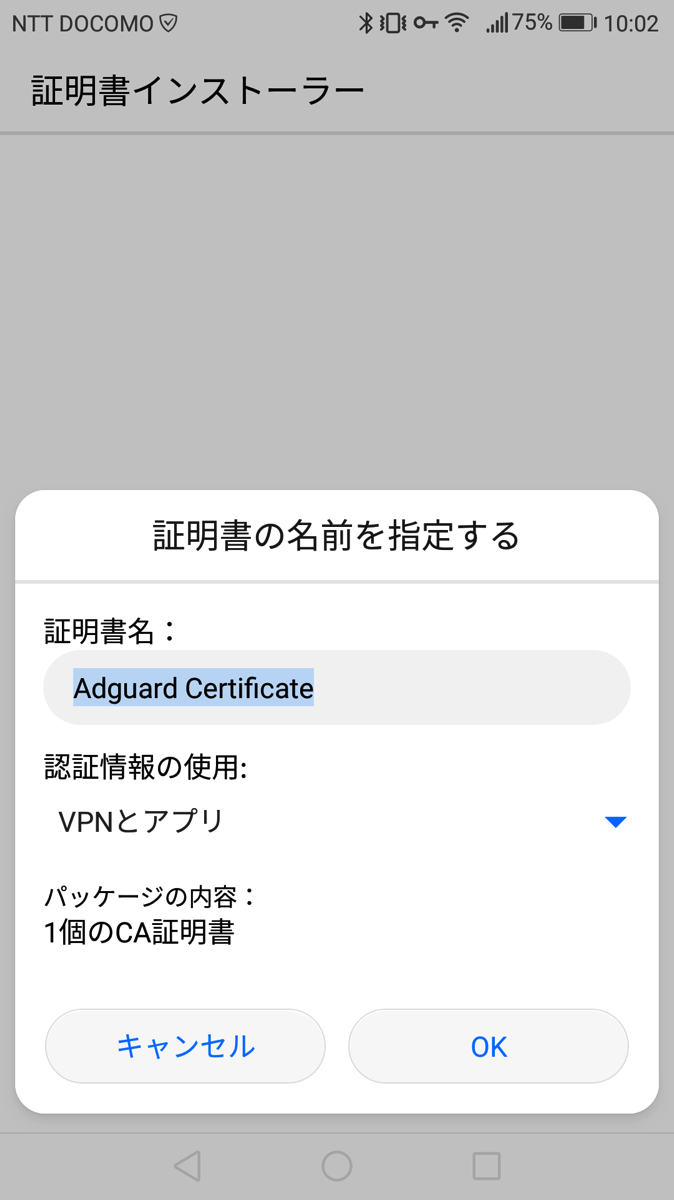 NTT DOCOMO 75% 10:02
証明書インストーラー
証明書の名前を指定する
証明書名：
Adguard Certificate
認証情報の使用:
VPNとアプリ
パッケージの内容：
1個のCA証明書
キャンセル OK